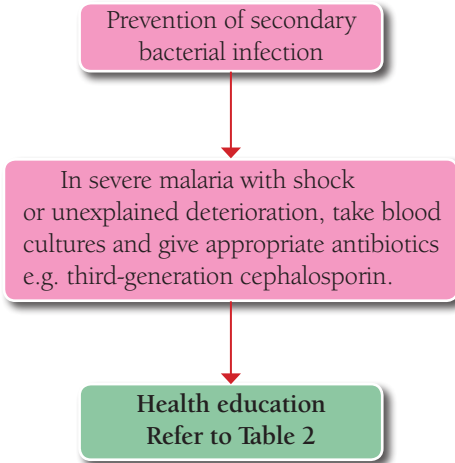 Prevention of secondary
bacterial infection
In severe malaria with shock
or unexplained deterioration, take blood
cultures and give appropriate antibiotics
e.g. third-generation cephalosporin.
Health education
Refer to Table 2